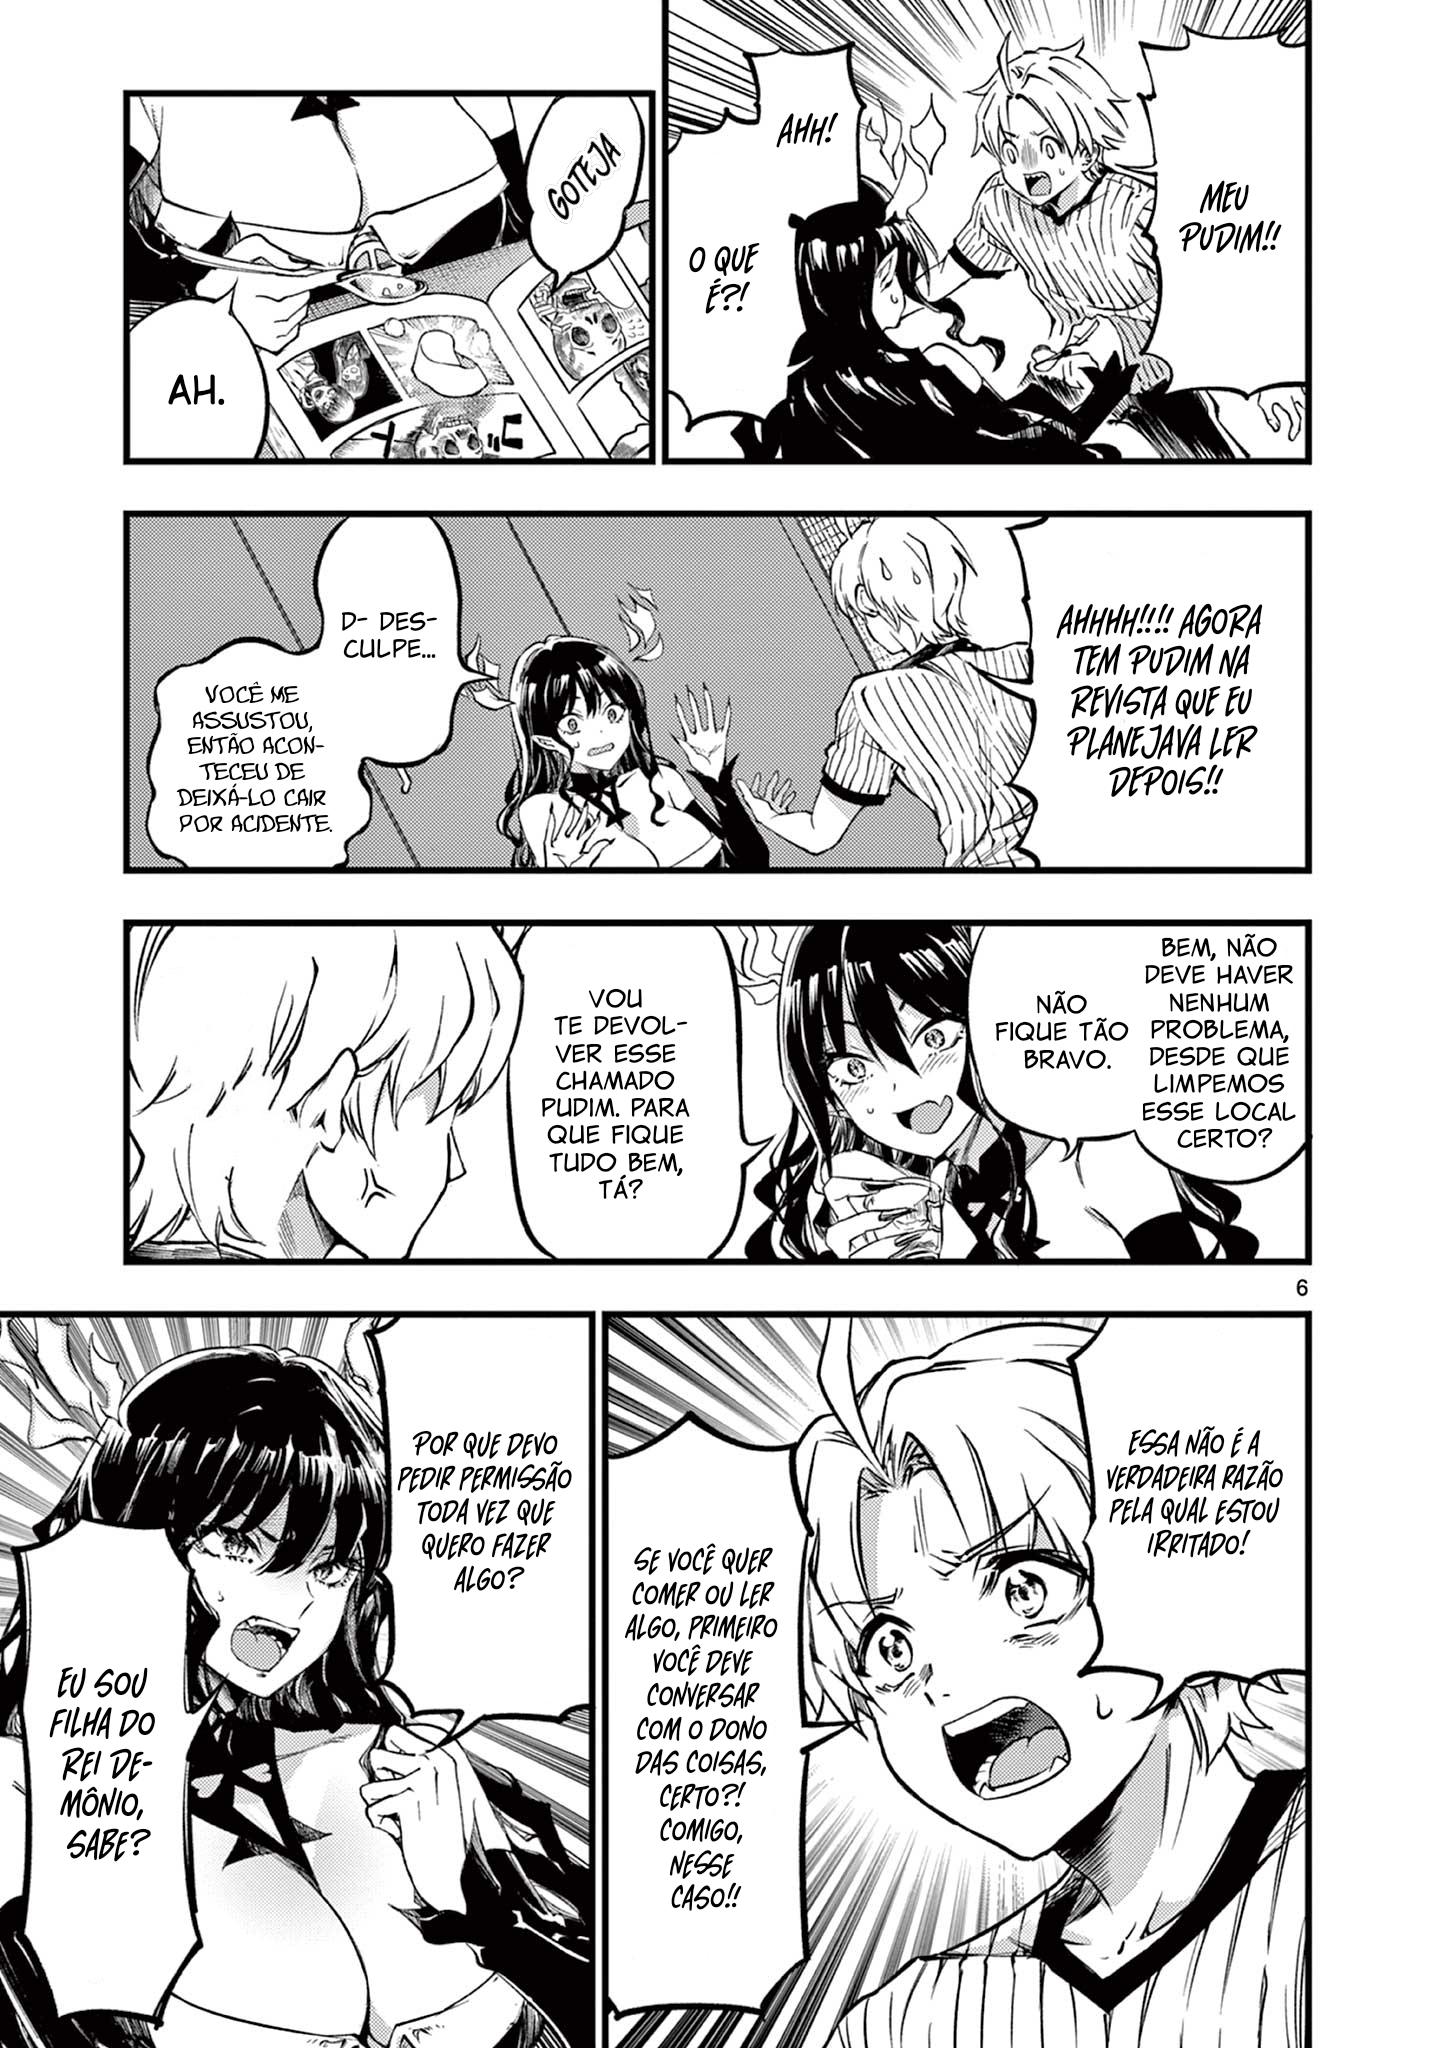 MEU
PUDIM!!
AHH!
O QUE
É?!
GOTEJA
AH.
AHHHH!!!! AGORA
TEM PUDIM NA
REVISTA QUE EU
PLANEJAVA LER
DEPOIS!!
D- DES-
CULPE...
VOCÊ ME
ASSUSTOU,
ENTÃO ACON-
TECEU DE
DEIXÁ-LO CAIR
POR ACIDENTE.
BEM, NÃO
DEVE HAVER
NENHUM
PROBLEMA,
DESDE QUE
LIMPEMOS
ESSE LOCAL
CERTO?
NÃO
FIQUE TÃO
BRAVO.
VOU
TE DEVOL-
VER ESSE
CHAMADO
PUDIM. PARA
QUE FIQUE
TUDO BEM,
TÁ?
6
ESSA NÃO É A
VERDADEIRA RAZÃO
PELA QUAL ESTOU
IRRITADO!
SE VOCÊ QUER
COMER OU LER
ALGO, PRIMEIRO
VOCÊ DEVE
CONVERSAR
COM O DONO
DAS COISAS,
CERTO?!
COMIGO,
NESSE
CASO!!
POR QUE DEVO
PEDIR PERMISSÃO
TODA VEZ QUE
QUERO FAZER
ALGO?
EU SOU
FILHA DO
REI DE-
MÔNIO,
SABE?